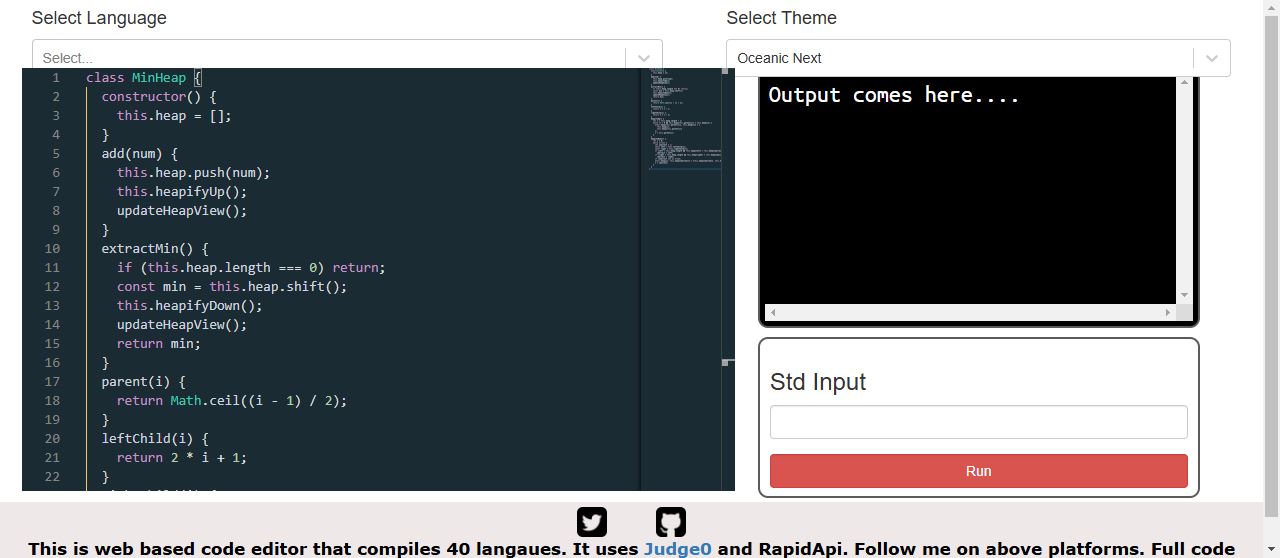 Select Language
Select Theme
Select...
Oceanic Next
1 class MinHeap {
2 constructor() {
3 this.heap = [];
4 }
5 add(num) {
6 this.heap.push(num);
7 this.heapifyUp();
8 updateHeapView();
9 }
10 extractMin() {
11 if (this.heap.length === 0) return;
12 const min = this.heap.shift();
13 this.heapifyDown();
14 updateHeapView();
15 return min;
16 }
17 parent(i) {
18 return Math.ceil((i - 1) / 2);
19 }
20 leftChild(i) {
21 return 2 * i + 1;
22 }
Output comes here....
Std Input
Run
This is web based code editor that compiles 40 langaues. It uses Judge0 and RapidApi. Follow me on above platforms. Full code